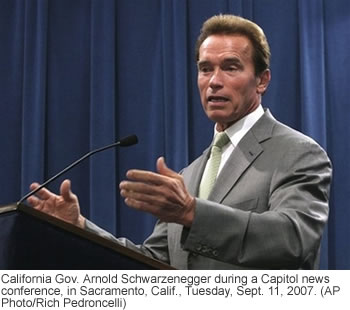 California Gov. Arnold Schwarzenegger during a Capitol news
conference, in Sacramento, Calif., Tuesday, Sept. 11, 2007. (AP
Photo/Rich Pedroncelli)